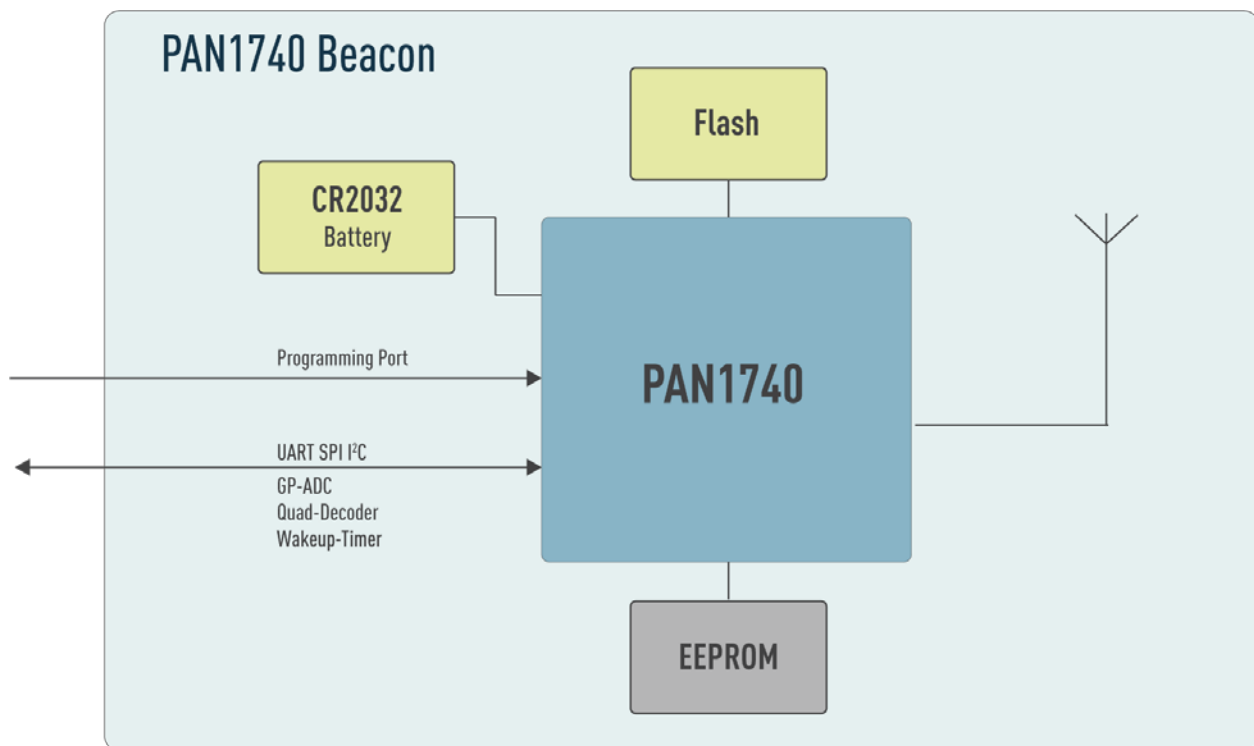 PAN1740 Beacon
Flash
CR2032
Battery
Programming Port
PAN1740
UART SPI I²C
GP-ADC
Quad-Decoder
Wakeup-Timer
EEPROM